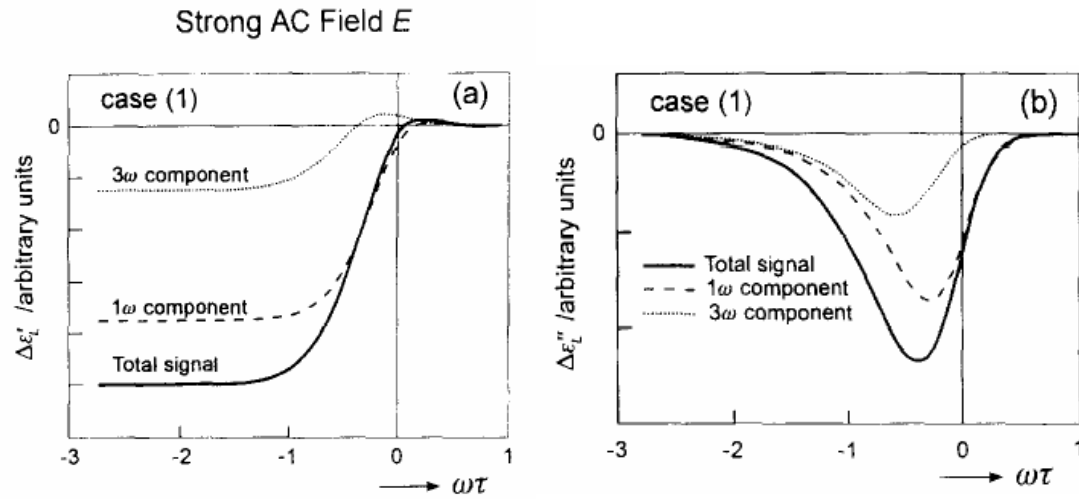 Strong AC Field E
case (1)
(a)
0
3ω component
1ω component
Total signal
Δε'_L /arbitrary units
-3 -2 -1 0 1
ωτ
case (1)
(b)
0
Total signal
1ω component
3ω component
Δε''_L /arbitrary units
-3 -2 -1 0 1
ωτ